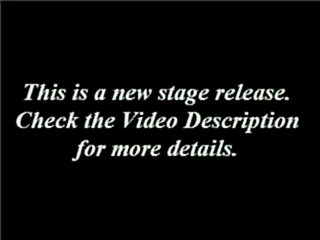 This is a new stage release.
Check the Video Description
for more details.